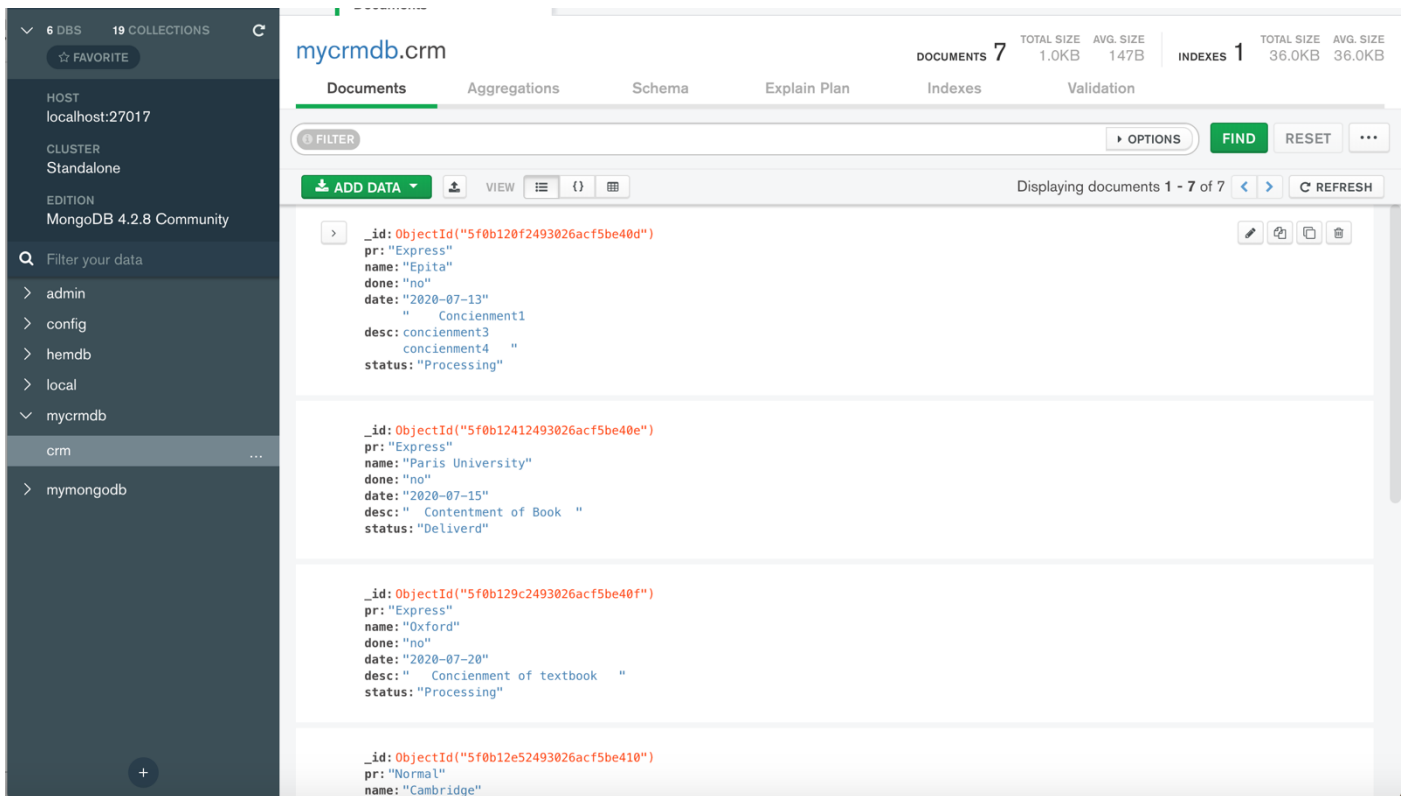 Documents
6 DBS 19 COLLECTIONS
FAVORITE
HOST
localhost:27017
CLUSTER
Standalone
EDITION
MongoDB 4.2.8 Community
Filter your data
admin
config
hemdb
local
mycrmdb
crm ...
mymongodb
mycrmdb.crm
DOCUMENTS 7 TOTAL SIZE 1.0KB AVG. SIZE 147B INDEXES 1 TOTAL SIZE 36.0KB AVG. SIZE 36.0KB
Documents Aggregations Schema Explain Plan Indexes Validation
FILTER OPTIONS FIND RESET ...
ADD DATA VIEW {} Displaying documents 1 - 7 of 7 < > REFRESH
_id: ObjectId("5f0b120f2493026acf5be40d")
pr: "Express"
name: "Epita"
done: "no"
date: "2020-07-13"
" Concienment1
desc: concienment3
concienment4 "
status: "Processing"
_id: ObjectId("5f0b12412493026acf5be40e")
pr: "Express"
name: "Paris University"
done: "no"
date: "2020-07-15"
desc: " Contentment of Book "
status: "Deliverd"
_id: ObjectId("5f0b129c2493026acf5be40f")
pr: "Express"
name: "Oxford"
done: "no"
date: "2020-07-20"
desc: " Concienment of textbook "
status: "Processing"
_id: ObjectId("5f0b12e52493026acf5be410")
pr: "Normal"
name: "Cambridge"